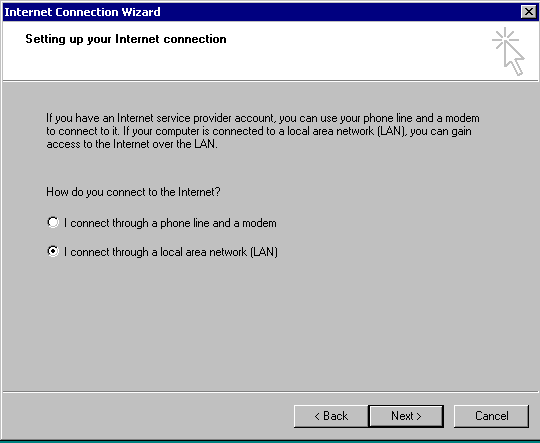 Internet Connection Wizard
Setting up your Internet connection
If you have an Internet service provider account, you can use your phone line and a modem
to connect to it. If your computer is connected to a local area network (LAN), you can gain
access to the Internet over the LAN.
How do you connect to the Internet?
I connect through a phone line and a modem
I connect through a local area network (LAN)
< Back Next > Cancel